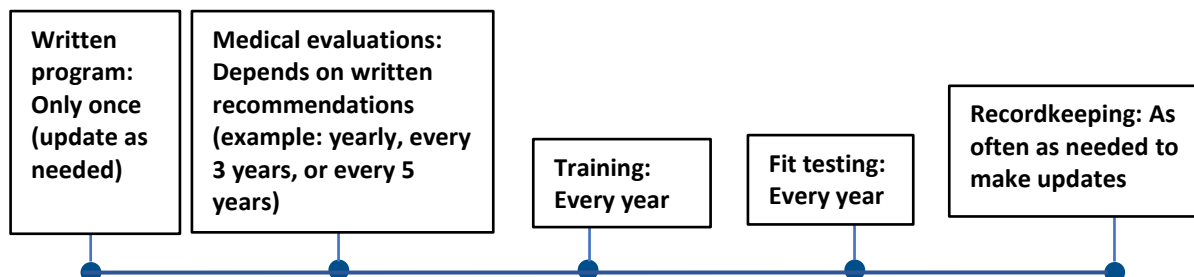 Written
program:
Only once
(update as
needed)
Medical evaluations:
Depends on written
recommendations
(example: yearly, every
3 years, or every 5
years)
Training:
Every year
Fit testing:
Every year
Recordkeeping: As
often as needed to
make updates